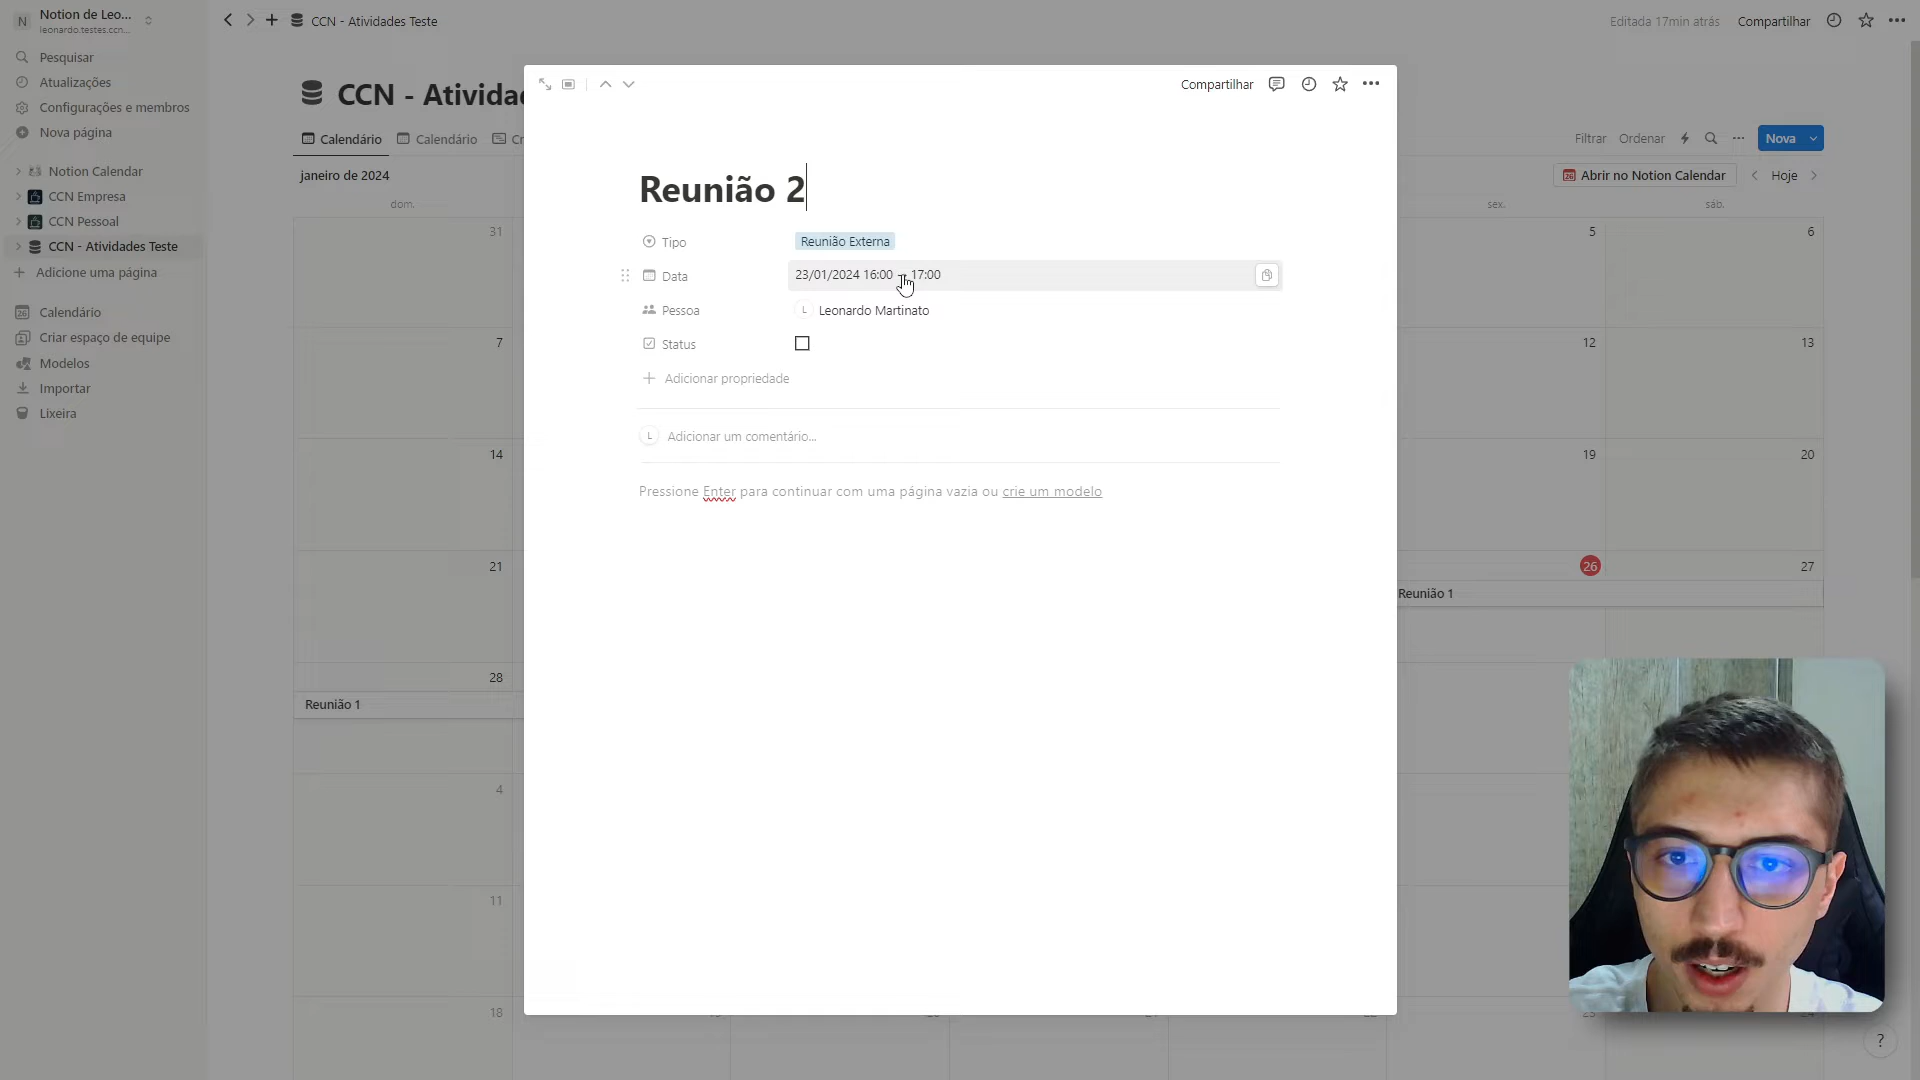 N Notion de Leo...
leonardo.testes.ccn...
Pesquisar
Atualizações
Configurações e membros
Nova página
Notion Calendar
CCN Empresa
CCN Pessoal
CCN - Atividades Teste
Adicione uma página
Calendário
Criar espaço de equipe
Modelos
Importar
Lixeira
CCN - Atividades Teste
Editada 17min atrás Compartilhar
CCN - Atividad
Calendário Calendário Cr
Filtrar Ordenar Nova
janeiro de 2024
Abrir no Notion Calendar Hoje
dom. sex. sáb.
31 5 6
7 12 13
14 19 20
21 26 27
Reunião 1
28
Reunião 1
4
11
18
Compartilhar
Reunião 2
Tipo Reunião Externa
Data 23/01/2024 16:00 → 17:00
Pessoa L Leonardo Martinato
Status
Adicionar propriedade
L Adicionar um comentário...
Pressione Enter para continuar com uma página vazia ou crie um modelo
?